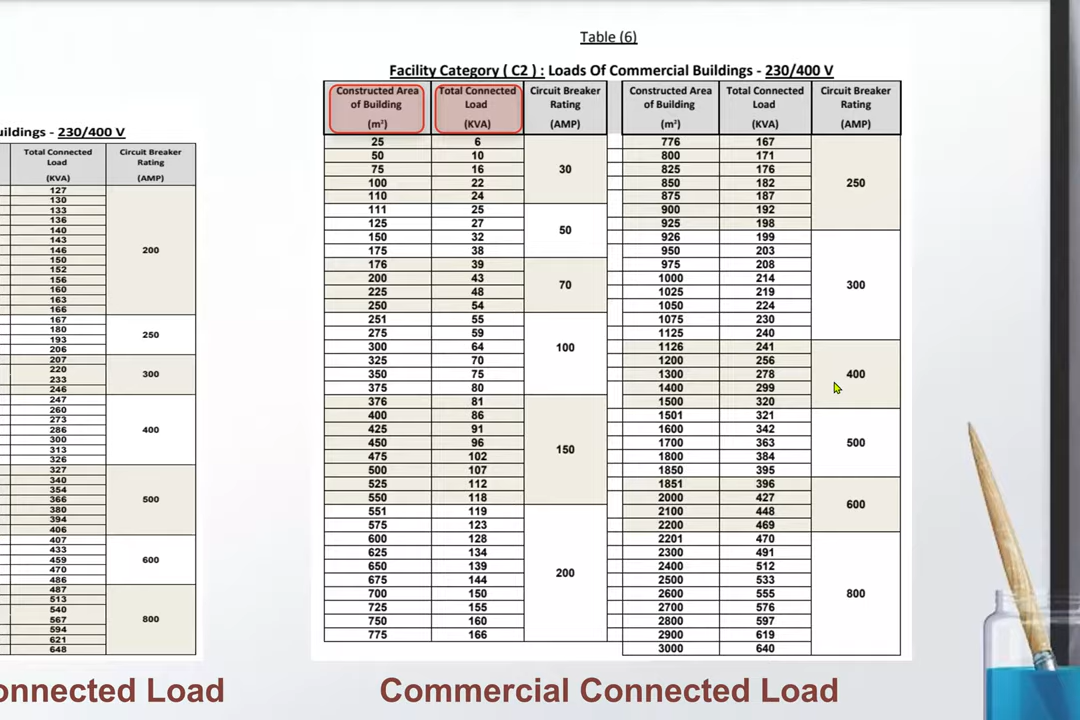 uildings - 230/400 V
Total Connected Load (KVA) Circuit Breaker Rating (AMP)
127
130
133
136
140
143
146
150 200
152
156
160
163
166
167
180
193 250
206
207
220
233 300
246
247
260
273
286 400
300
313
326
327
340
354
366 500
380
394
406
407
433
459 600
470
486
487
513
540
567 800
594
621
648
onnected Load
Table (6)
Facility Category ( C2 ) : Loads Of Commercial Buildings - 230/400 V
Constructed Area of Building (m²) Total Connected Load (KVA) Circuit Breaker Rating (AMP) Constructed Area of Building (m²) Total Connected Load (KVA) Circuit Breaker Rating (AMP)
25 6 776 167
50 10 800 171
75 16 30 825 176
100 22 850 182 250
110 24 875 187
111 25 900 192
125 27 50 925 198
150 32 926 199
175 38 950 203
176 39 975 208
200 43 70 1000 214 300
225 48 1025 219
250 54 1050 224
251 55 1075 230
275 59 1125 240
300 64 100 1126 241
325 70 1200 256
350 75 1300 278 400
375 80 1400 299
376 81 1500 320
400 86 1501 321
425 91 1600 342
450 96 150 1700 363 500
475 102 1800 384
500 107 1850 395
525 112 1851 396
550 118 2000 427 600
551 119 2100 448
575 123 2200 469
600 128 2201 470
625 134 200 2300 491
650 139 2400 512
675 144 2500 533
700 150 2600 555 800
725 155 2700 576
750 160 2800 597
775 166 2900 619
3000 640
Commercial Connected Load